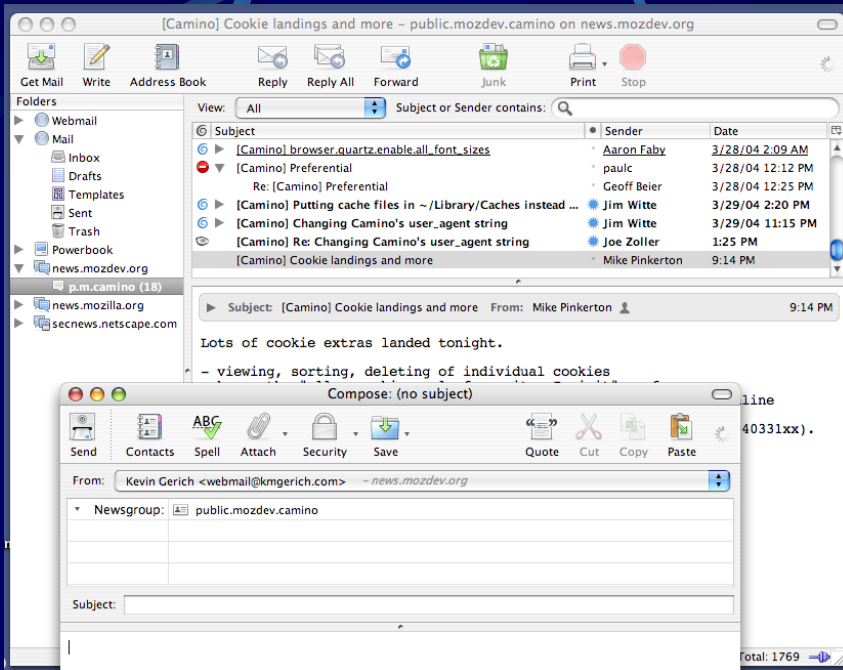 [Camino] Cookie landings and more – public.mozdev.camino on news.mozdev.org
Get Mail Write Address Book Reply Reply All Forward Junk Print Stop
Folders
View: All Subject or Sender contains:
Webmail
Mail
Inbox
Drafts
Templates
Sent
Trash
Powerbook
news.mozdev.org
p.m.camino (18)
news.mozilla.org
secnews.netscape.com
Subject Sender Date
[Camino] browser.quartz.enable.all_font_sizes Aaron Faby 3/28/04 2:09 AM
[Camino] Preferential paulc 3/28/04 12:12 PM
Re: [Camino] Preferential Geoff Beier 3/28/04 12:25 PM
[Camino] Putting cache files in ~/Library/Caches instead ... Jim Witte 3/29/04 2:20 PM
[Camino] Changing Camino's user_agent string Jim Witte 3/29/04 11:15 PM
[Camino] Re: Changing Camino's user_agent string Joe Zoller 1:25 PM
[Camino] Cookie landings and more Mike Pinkerton 9:14 PM
Subject: [Camino] Cookie landings and more From: Mike Pinkerton 9:14 PM
Lots of cookie extras landed tonight.
- viewing, sorting, deleting of individual cookies
line
40331xx).
Compose: (no subject)
Send Contacts ABC Spell Attach Security Save Quote Cut Copy Paste
From: Kevin Gerich <webmail@kmgerich.com> – news.mozdev.org
Newsgroup: public.mozdev.camino
Subject:
Total: 1769